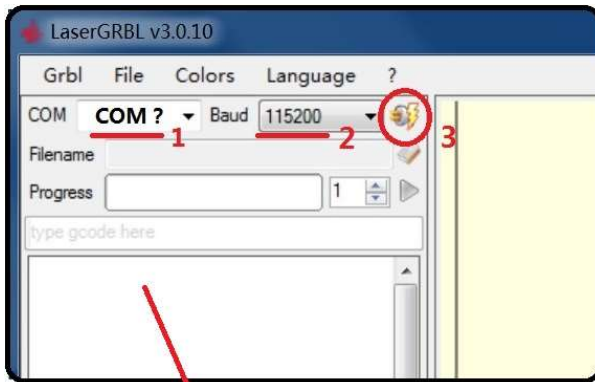 LaserGRBL v3.0.10
Grbl File Colors Language ?
COM COM ? Baud 115200
1 2 3
Filename
Progress 1
type gcode here